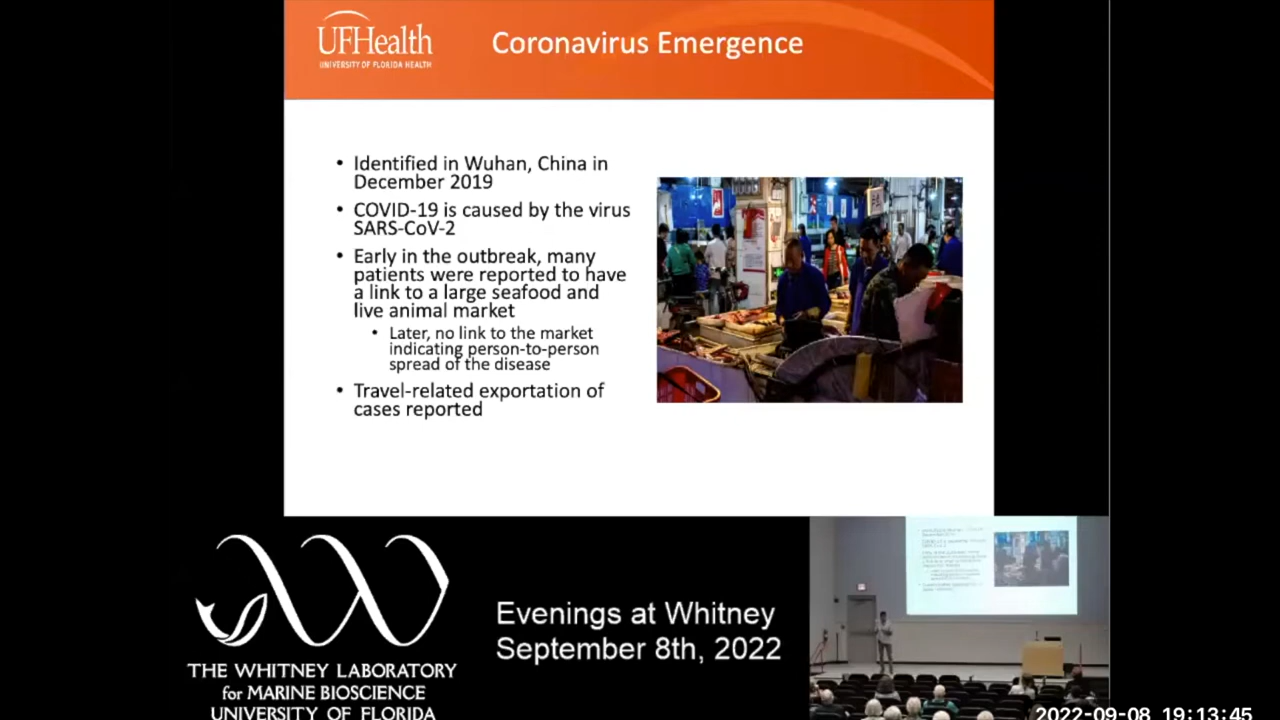 UFHealth
UNIVERSITY OF FLORIDA HEALTH
Coronavirus Emergence
• Identified in Wuhan, China in
December 2019
• COVID-19 is caused by the virus
SARS-CoV-2
• Early in the outbreak, many
patients were reported to have
a link to a large seafood and
live animal market
• Later, no link to the market
indicating person-to-person
spread of the disease
• Travel-related exportation of
cases reported
THE WHITNEY LABORATORY
for MARINE BIOSCIENCE
UNIVERSITY OF FLORIDA
Evenings at Whitney
September 8th, 2022
2022-09-08 19:13:45